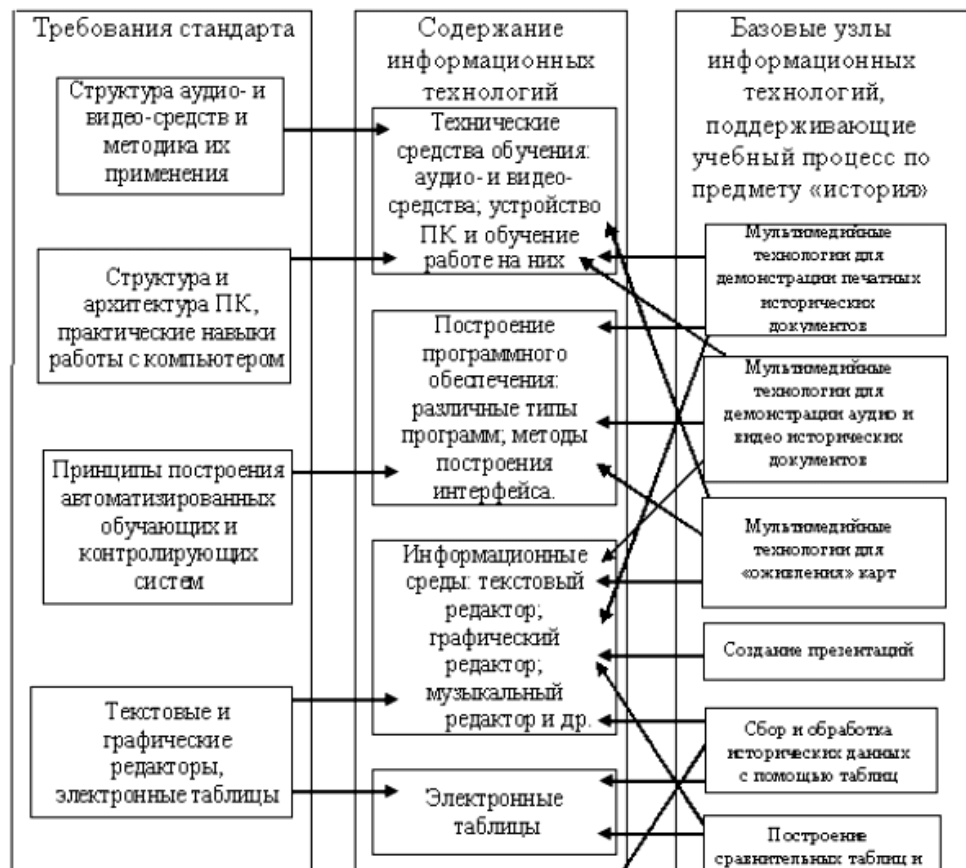 Требования стандарта
Структура аудио- и
видео-средств и
методика их
применения
Структура и
архитектура ПК,
практические навыки
работы с компьютером
Принципы построения
автоматизированных
обучающих и
контролирующих
систем
Текстовые и
графические
редакторы,
электронные таблицы
Содержание
информационных
технологий
Технические
средства обучения:
аудио- и видео-
средства; устройство
ПК и обучение
работе на них
Построение
программного
обеспечения:
различные типы
программ; методы
построения
интерфейса.
Информационные
среды: текстовый
редактор;
графический
редактор;
музыкальный
редактор и др.
Электронные
таблицы
Базовые узлы
информационных
технологий,
поддерживающие
учебный процесс по
предмету «история»
Мультимедийные
технологии для
демонстрации печатных
исторических
документов
Мультимедийные
технологии для
демонстрации аудио и
видео исторических
документов
Мультимедийные
технологии для
«оживления» карт
Создание презентаций
Сбор и обработка
исторических данных
с помощью таблиц
Построение
сравнительных таблиц и